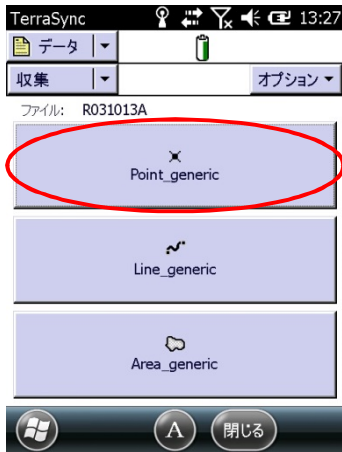 TerraSync 13:27
データ
収集 オプション
ファイル: R031013A
Point_generic
Line_generic
Area_generic
A 閉じる